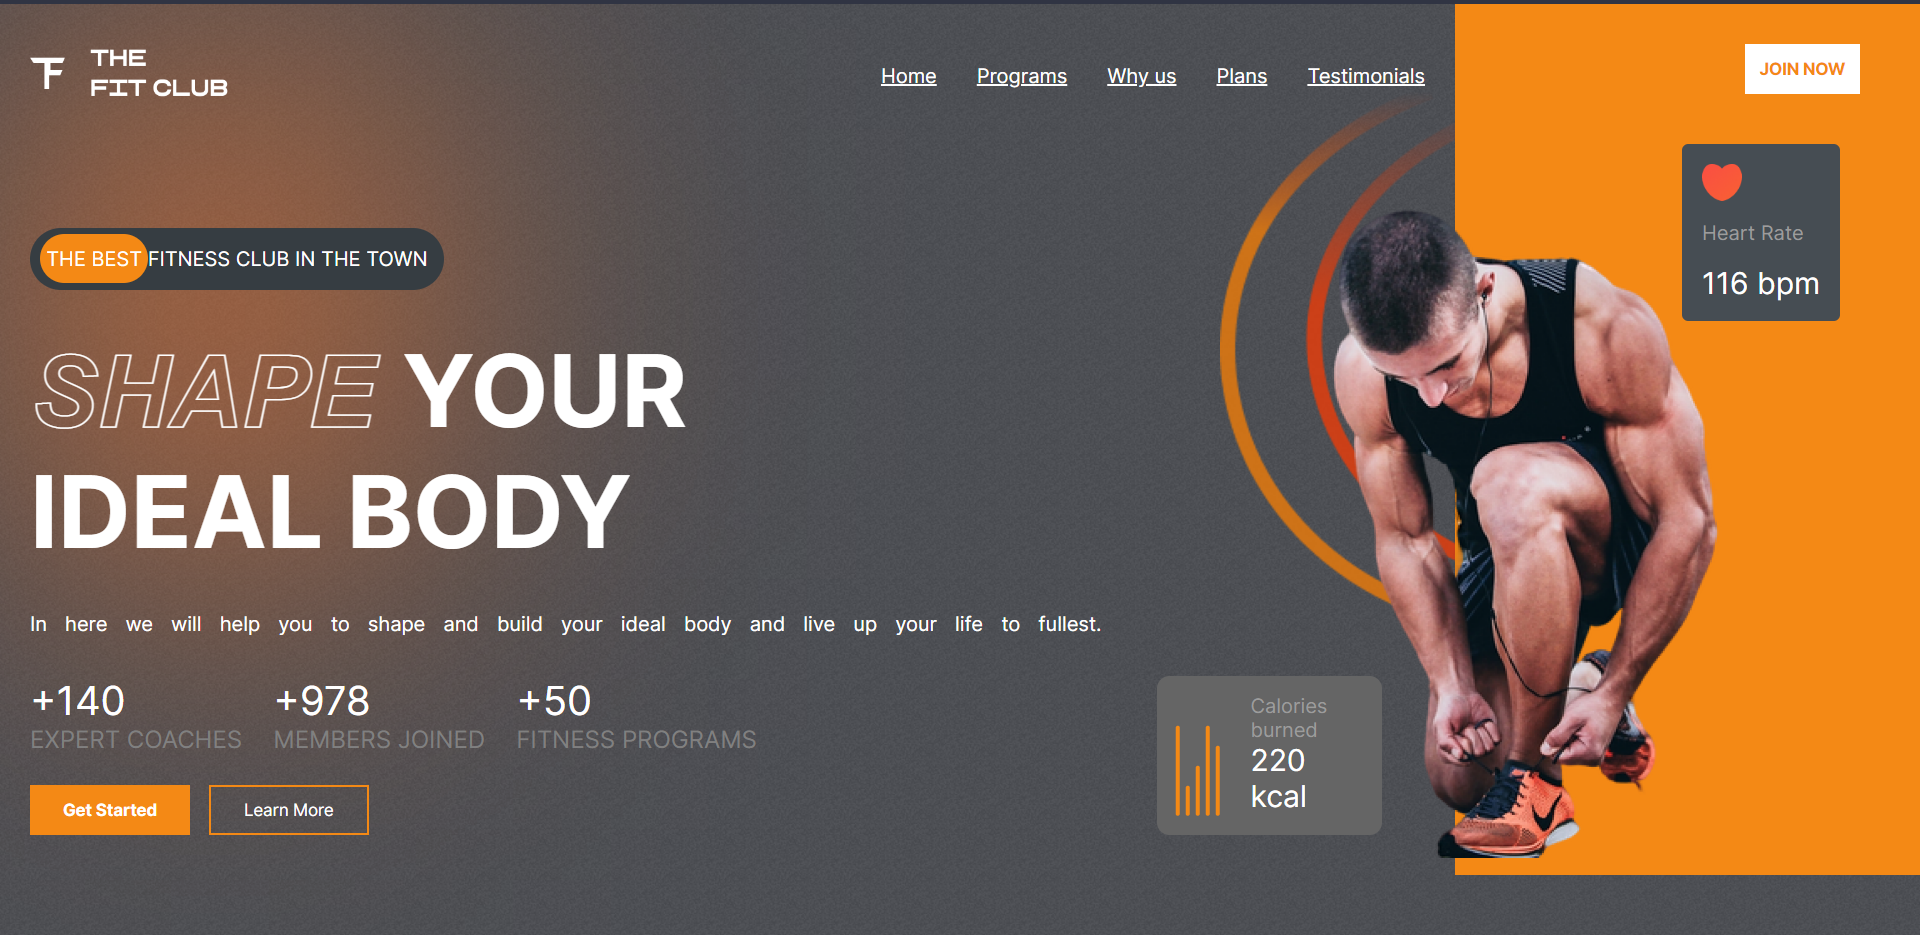 THE
FIT CLUB
Home Programs Why us Plans Testimonials
JOIN NOW
Heart Rate
116 bpm
THE BEST FITNESS CLUB IN THE TOWN
SHAPE YOUR
IDEAL BODY
In here we will help you to shape and build your ideal body and live up your life to fullest.
+140 +978 +50
EXPERT COACHES MEMBERS JOINED FITNESS PROGRAMS
Get Started Learn More
Calories
burned
220
kcal